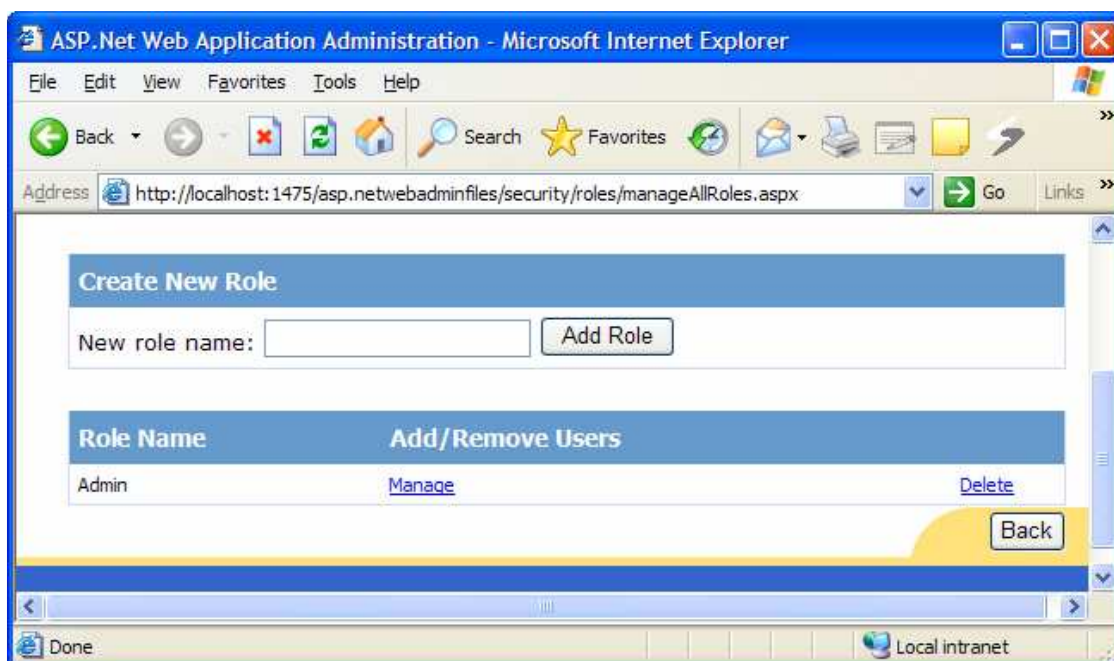 ASP.Net Web Application Administration - Microsoft Internet Explorer
File Edit View Favorites Tools Help
Back Search Favorites »
Address http://localhost:1475/asp.netwebadminfiles/security/roles/manageAllRoles.aspx Go Links »
Create New Role
New role name: Add Role
Role Name Add/Remove Users
Admin Manage Delete
Back
Done Local intranet